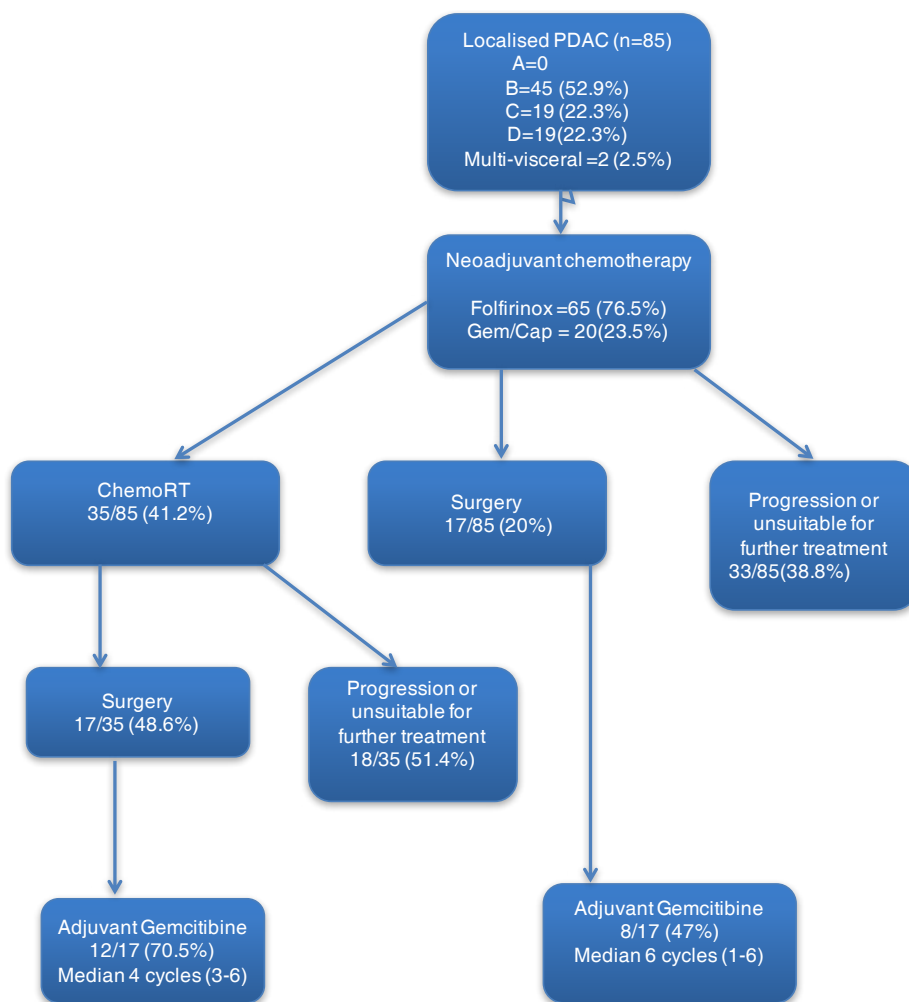 Localised PDAC (n=85)
A=0
B=45 (52.9%)
C=19 (22.3%)
D=19(22.3%)
Multi-visceral =2 (2.5%)
Neoadjuvant chemotherapy
Folfirinox =65 (76.5%)
Gem/Cap = 20(23.5%)
ChemoRT
35/85 (41.2%)
Surgery
17/85 (20%)
Progression or
unsuitable for
further treatment
33/85(38.8%)
Surgery
17/35 (48.6%)
Progression or
unsuitable for
further treatment
18/35 (51.4%)
Adjuvant Gemcitibine
12/17 (70.5%)
Median 4 cycles (3-6)
Adjuvant Gemcitibine
8/17 (47%)
Median 6 cycles (1-6)